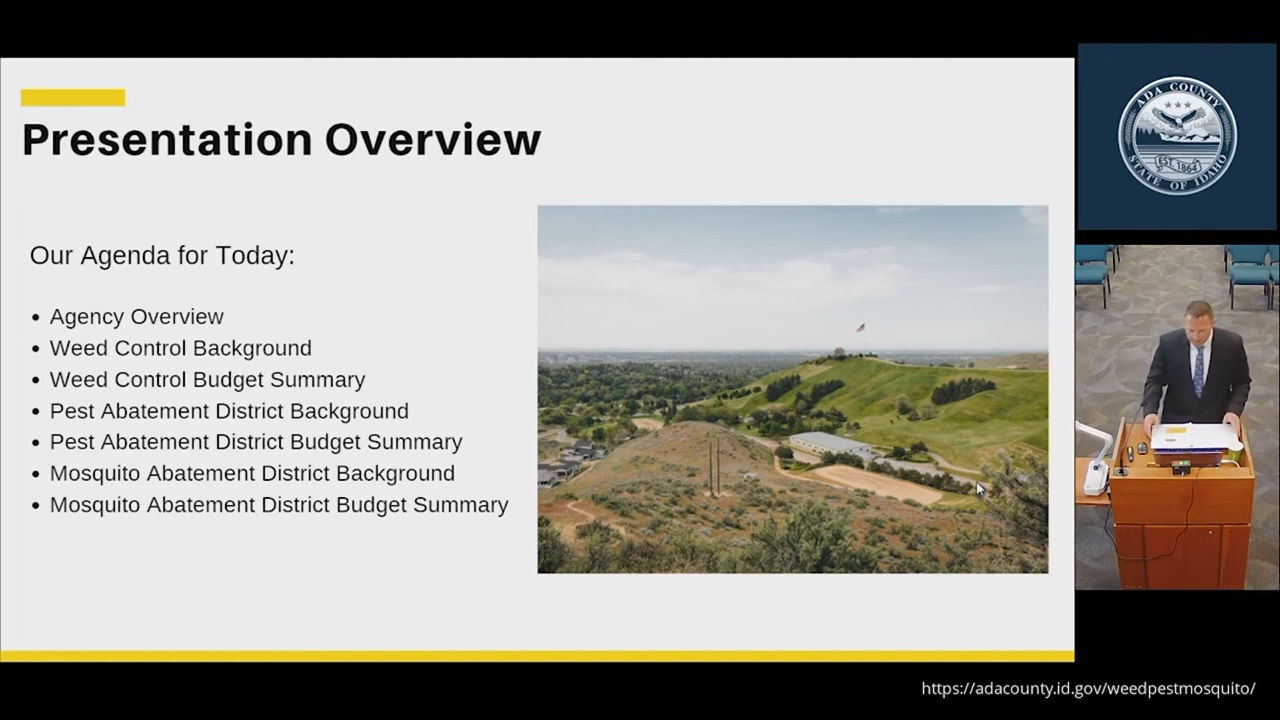 Presentation Overview
Our Agenda for Today:
• Agency Overview
• Weed Control Background
• Weed Control Budget Summary
• Pest Abatement District Background
• Pest Abatement District Budget Summary
• Mosquito Abatement District Background
• Mosquito Abatement District Budget Summary
ADA COUNTY
EST. 1864
STATE OF IDAHO
https://adacounty.id.gov/weedpestmosquito/